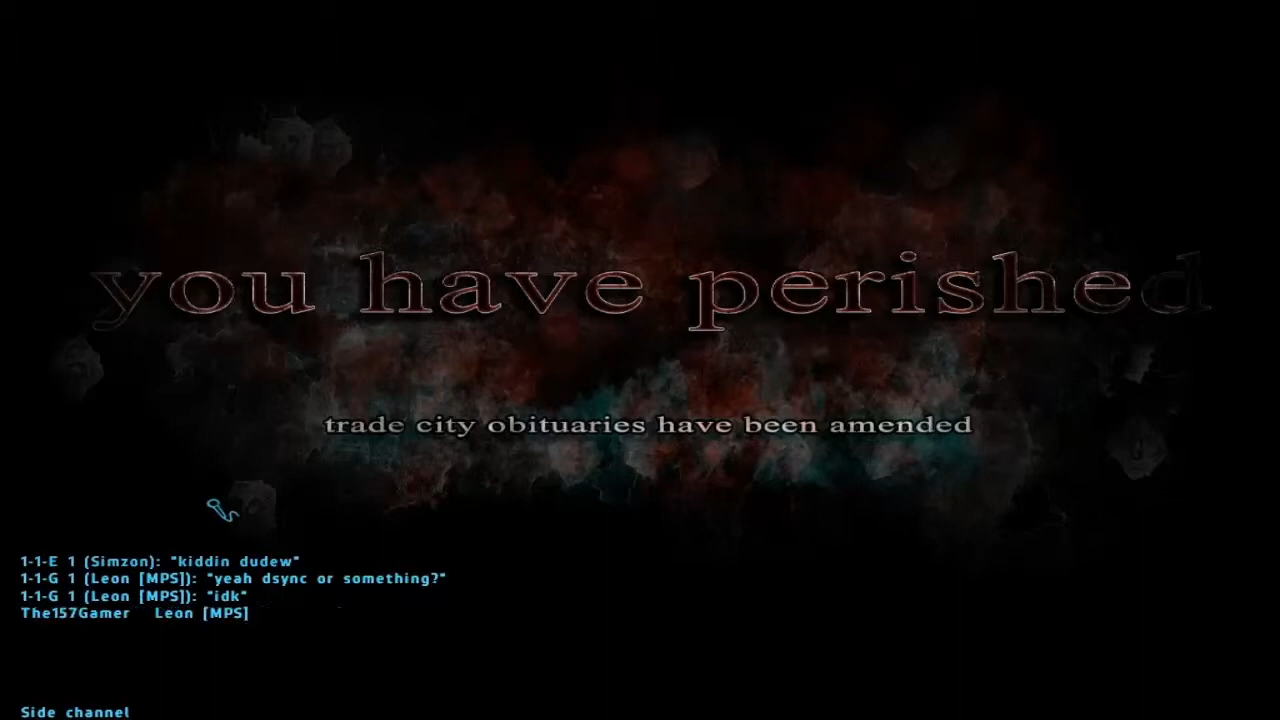 you have perished
trade city obituaries have been amended
1-1-E 1 (Simzon): "kiddin dudew"
1-1-G 1 (Leon [MPS]): "yeah dsync or something?"
1-1-G 1 (Leon [MPS]): "idk"
The157Gamer Leon [MPS]
Side channel